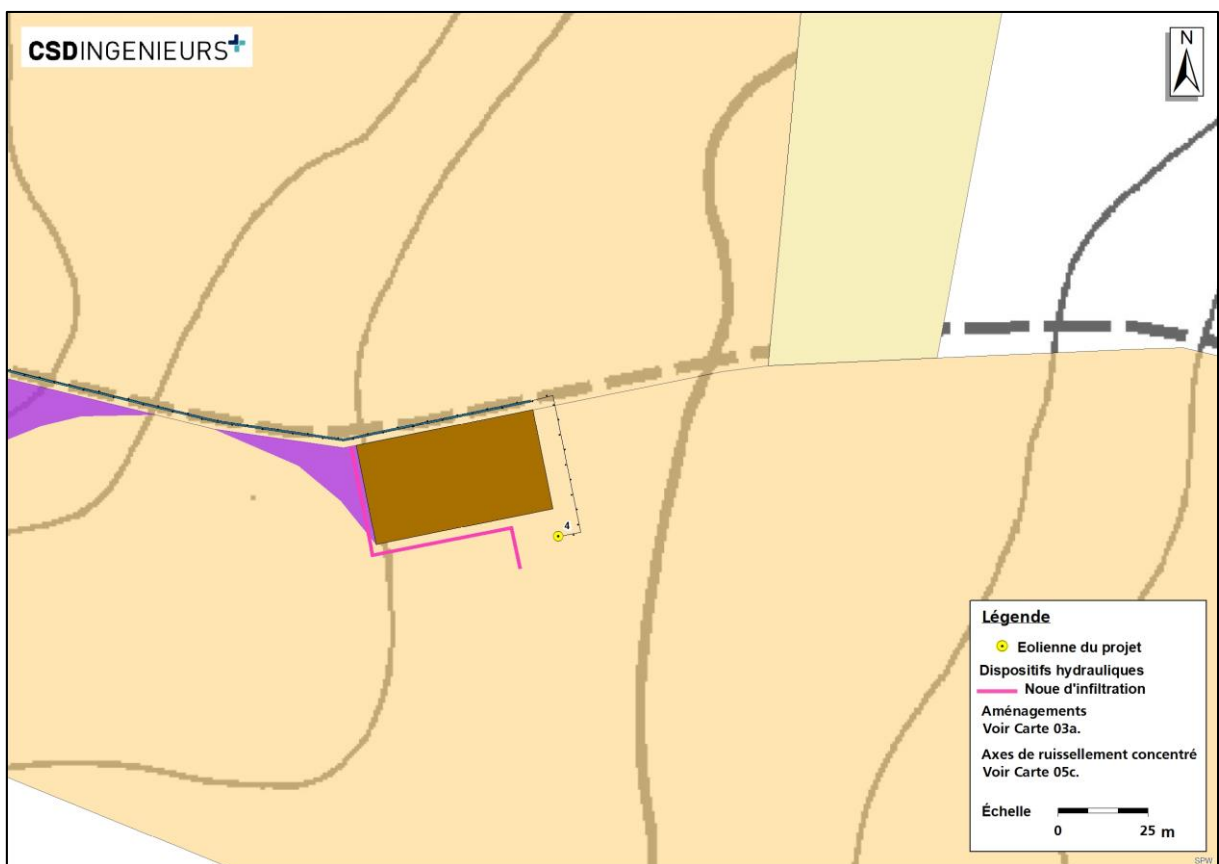 CSDINGENIEURS+
N
4
Légende
Eolienne du projet
Dispositifs hydrauliques
Noue d'infiltration
Aménagements
Voir Carte 03a.
Axes de ruissellement concentré
Voir Carte 05c.
Échelle
0 25 m
SPW